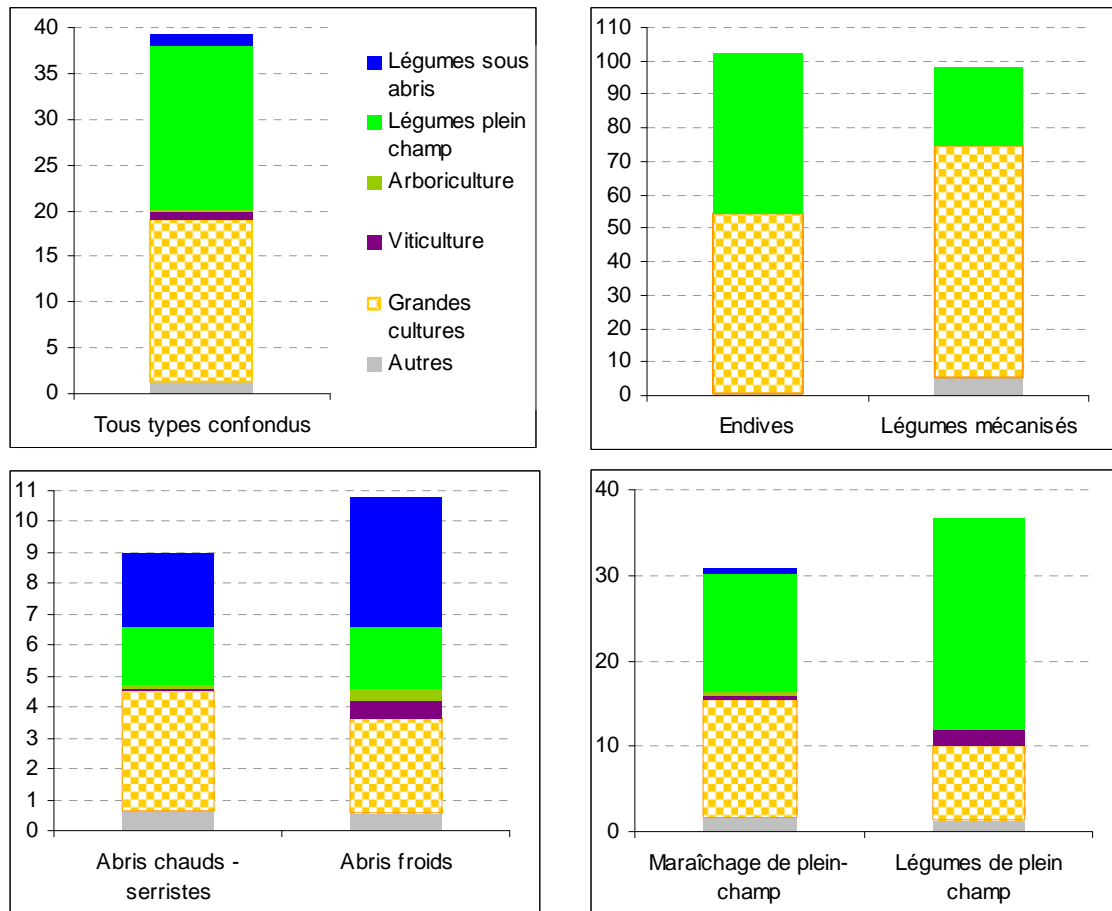 40
35
30
25
20
15
10
5
0
Tous types confondus
Légumes sous
abris
Légumes plein
champ
Arboriculture
Viticulture
Grandes
cultures
Autres
110
100
90
80
70
60
50
40
30
20
10
0
Endives
Légumes mécanisés
11
10
9
8
7
6
5
4
3
2
1
0
Abris chauds -
serristes
Abris froids
40
30
20
10
0
Maraîchage de plein-
champ
Légumes de plein
champ